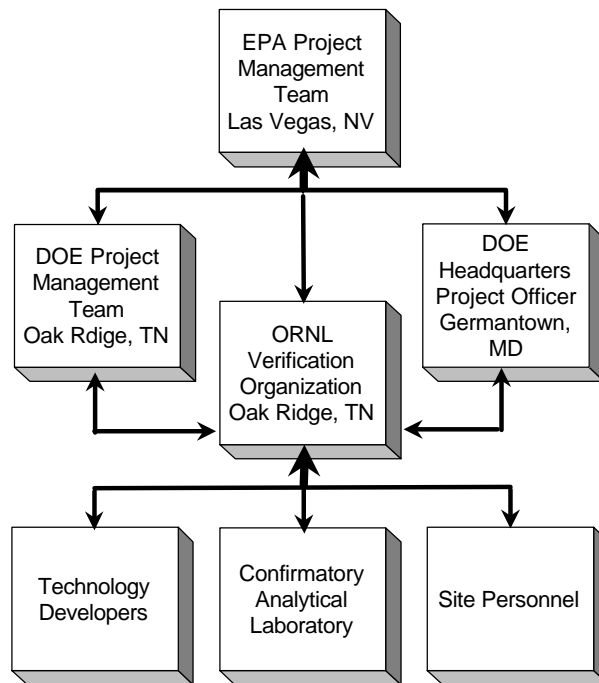 EPA Project
Management
Team
Las Vegas, NV
DOE Project
Management
Team
Oak Rdige, TN
DOE
Headquarters
Project Officer
Germantown,
MD
ORNL
Verification
Organization
Oak Ridge, TN
Technology
Developers
Confirmatory
Analytical
Laboratory
Site Personnel